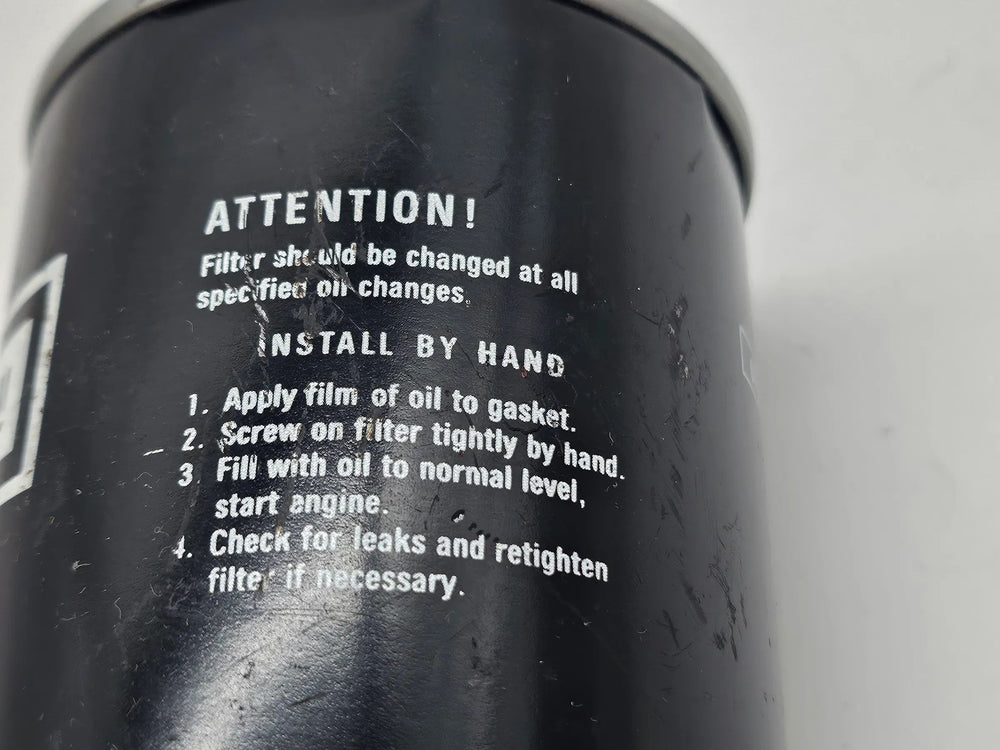 ATTENTION!
Filter should be changed at all
specified oil changes.
INSTALL BY HAND
1. Apply film of oil to gasket.
2. Screw on filter tightly by hand.
3 Fill with oil to normal level,
start angine.
4. Check for leaks and retighten
filter if necessary.